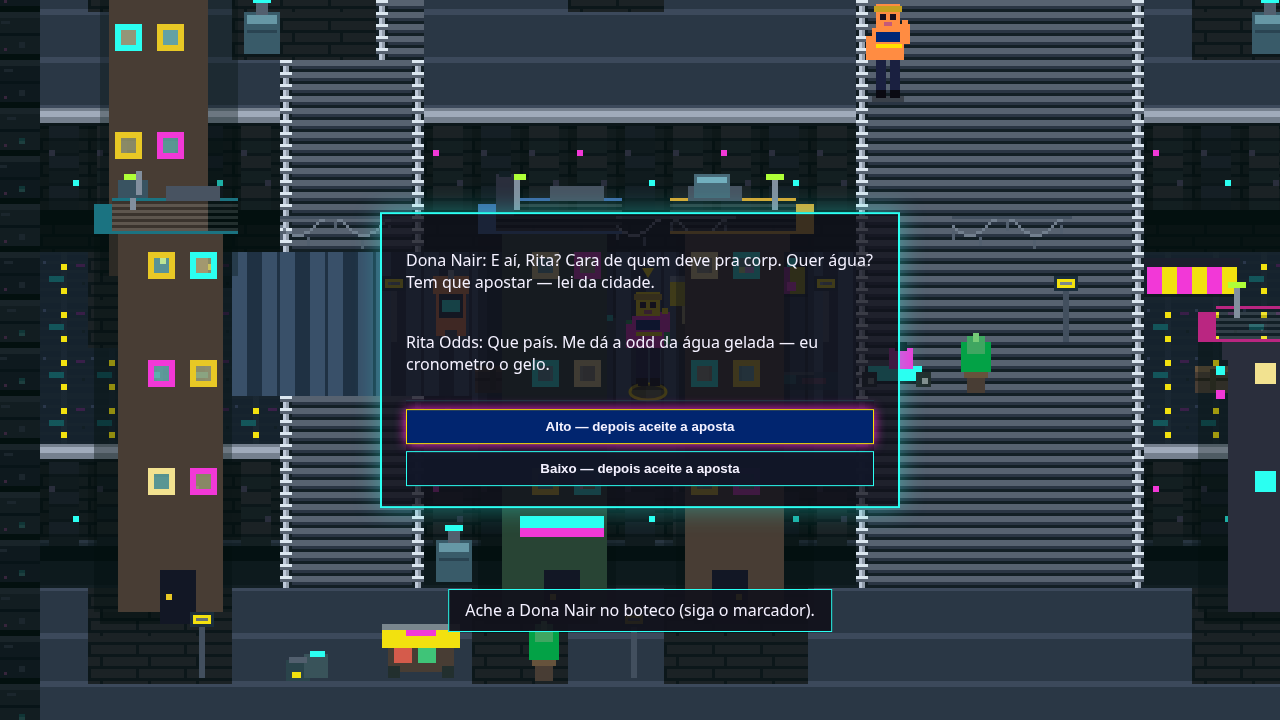 Dona Nair: E aí, Rita? Cara de quem deve pra corp. Quer água?
Tem que apostar — lei da cidade.
Rita Odds: Que país. Me dá a odd da água gelada — eu
cronometro o gelo.
Alto — depois aceite a aposta
Baixo — depois aceite a aposta
Ache a Dona Nair no boteco (siga o marcador).